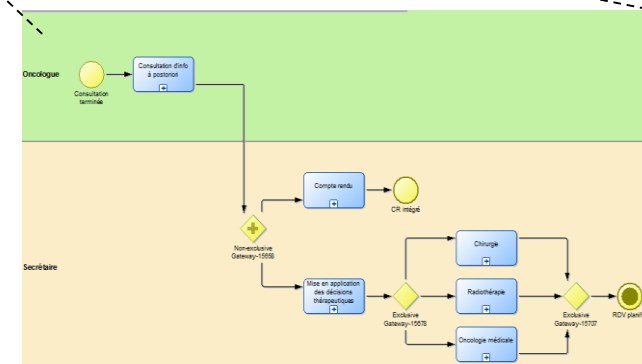 Oncologue
Consultation
terminée
Consultation d'info
à postoriori
Secrétaire
Non-exclusive
Gateway-15658
Compte rendu
CR intégré
Mise en application
des décisions
thérapeutiques
Exclusive
Gateway-15678
Chirurgie
Radiothérapie
Oncologie médicale
Exclusive
Gateway-15707
RDV planif